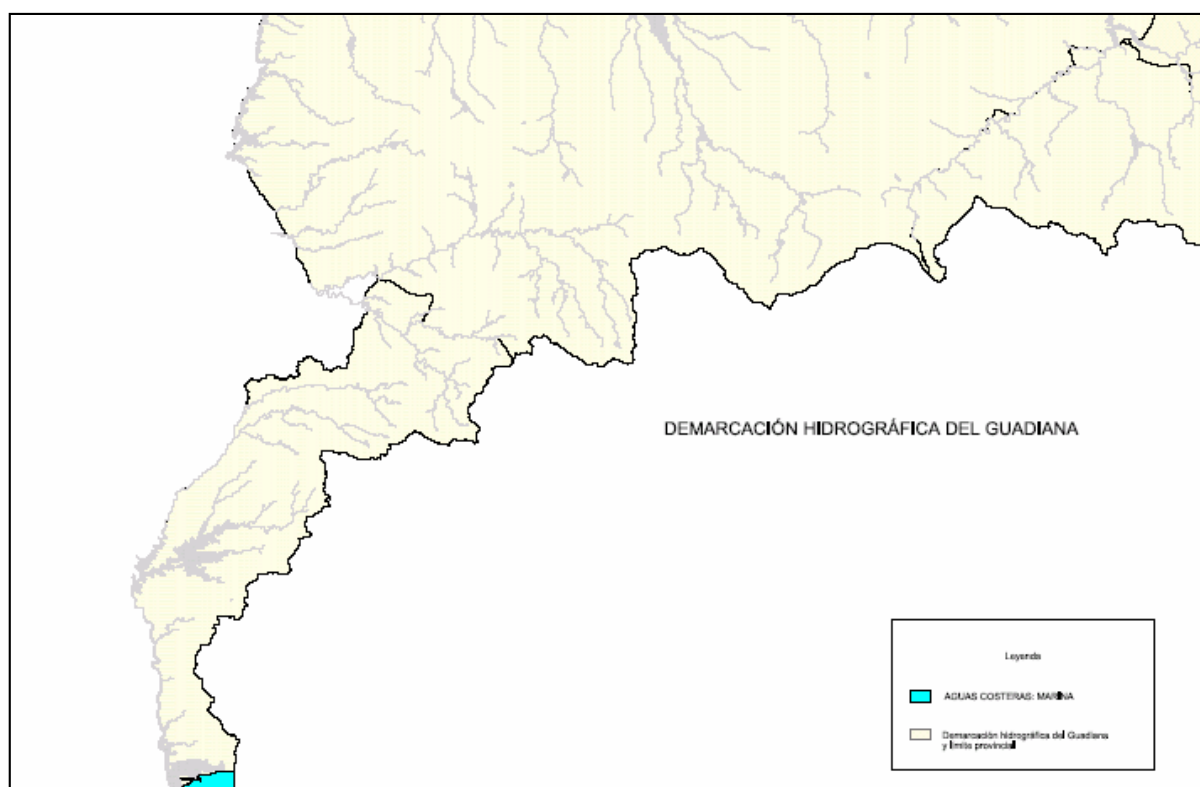 DEMARCACIÓN HIDROGRÁFICA DEL GUADIANA
Leyenda
AGUAS COSTERAS: MARINA
Demarcación hidrográfica del Guadiana
y límite provincial